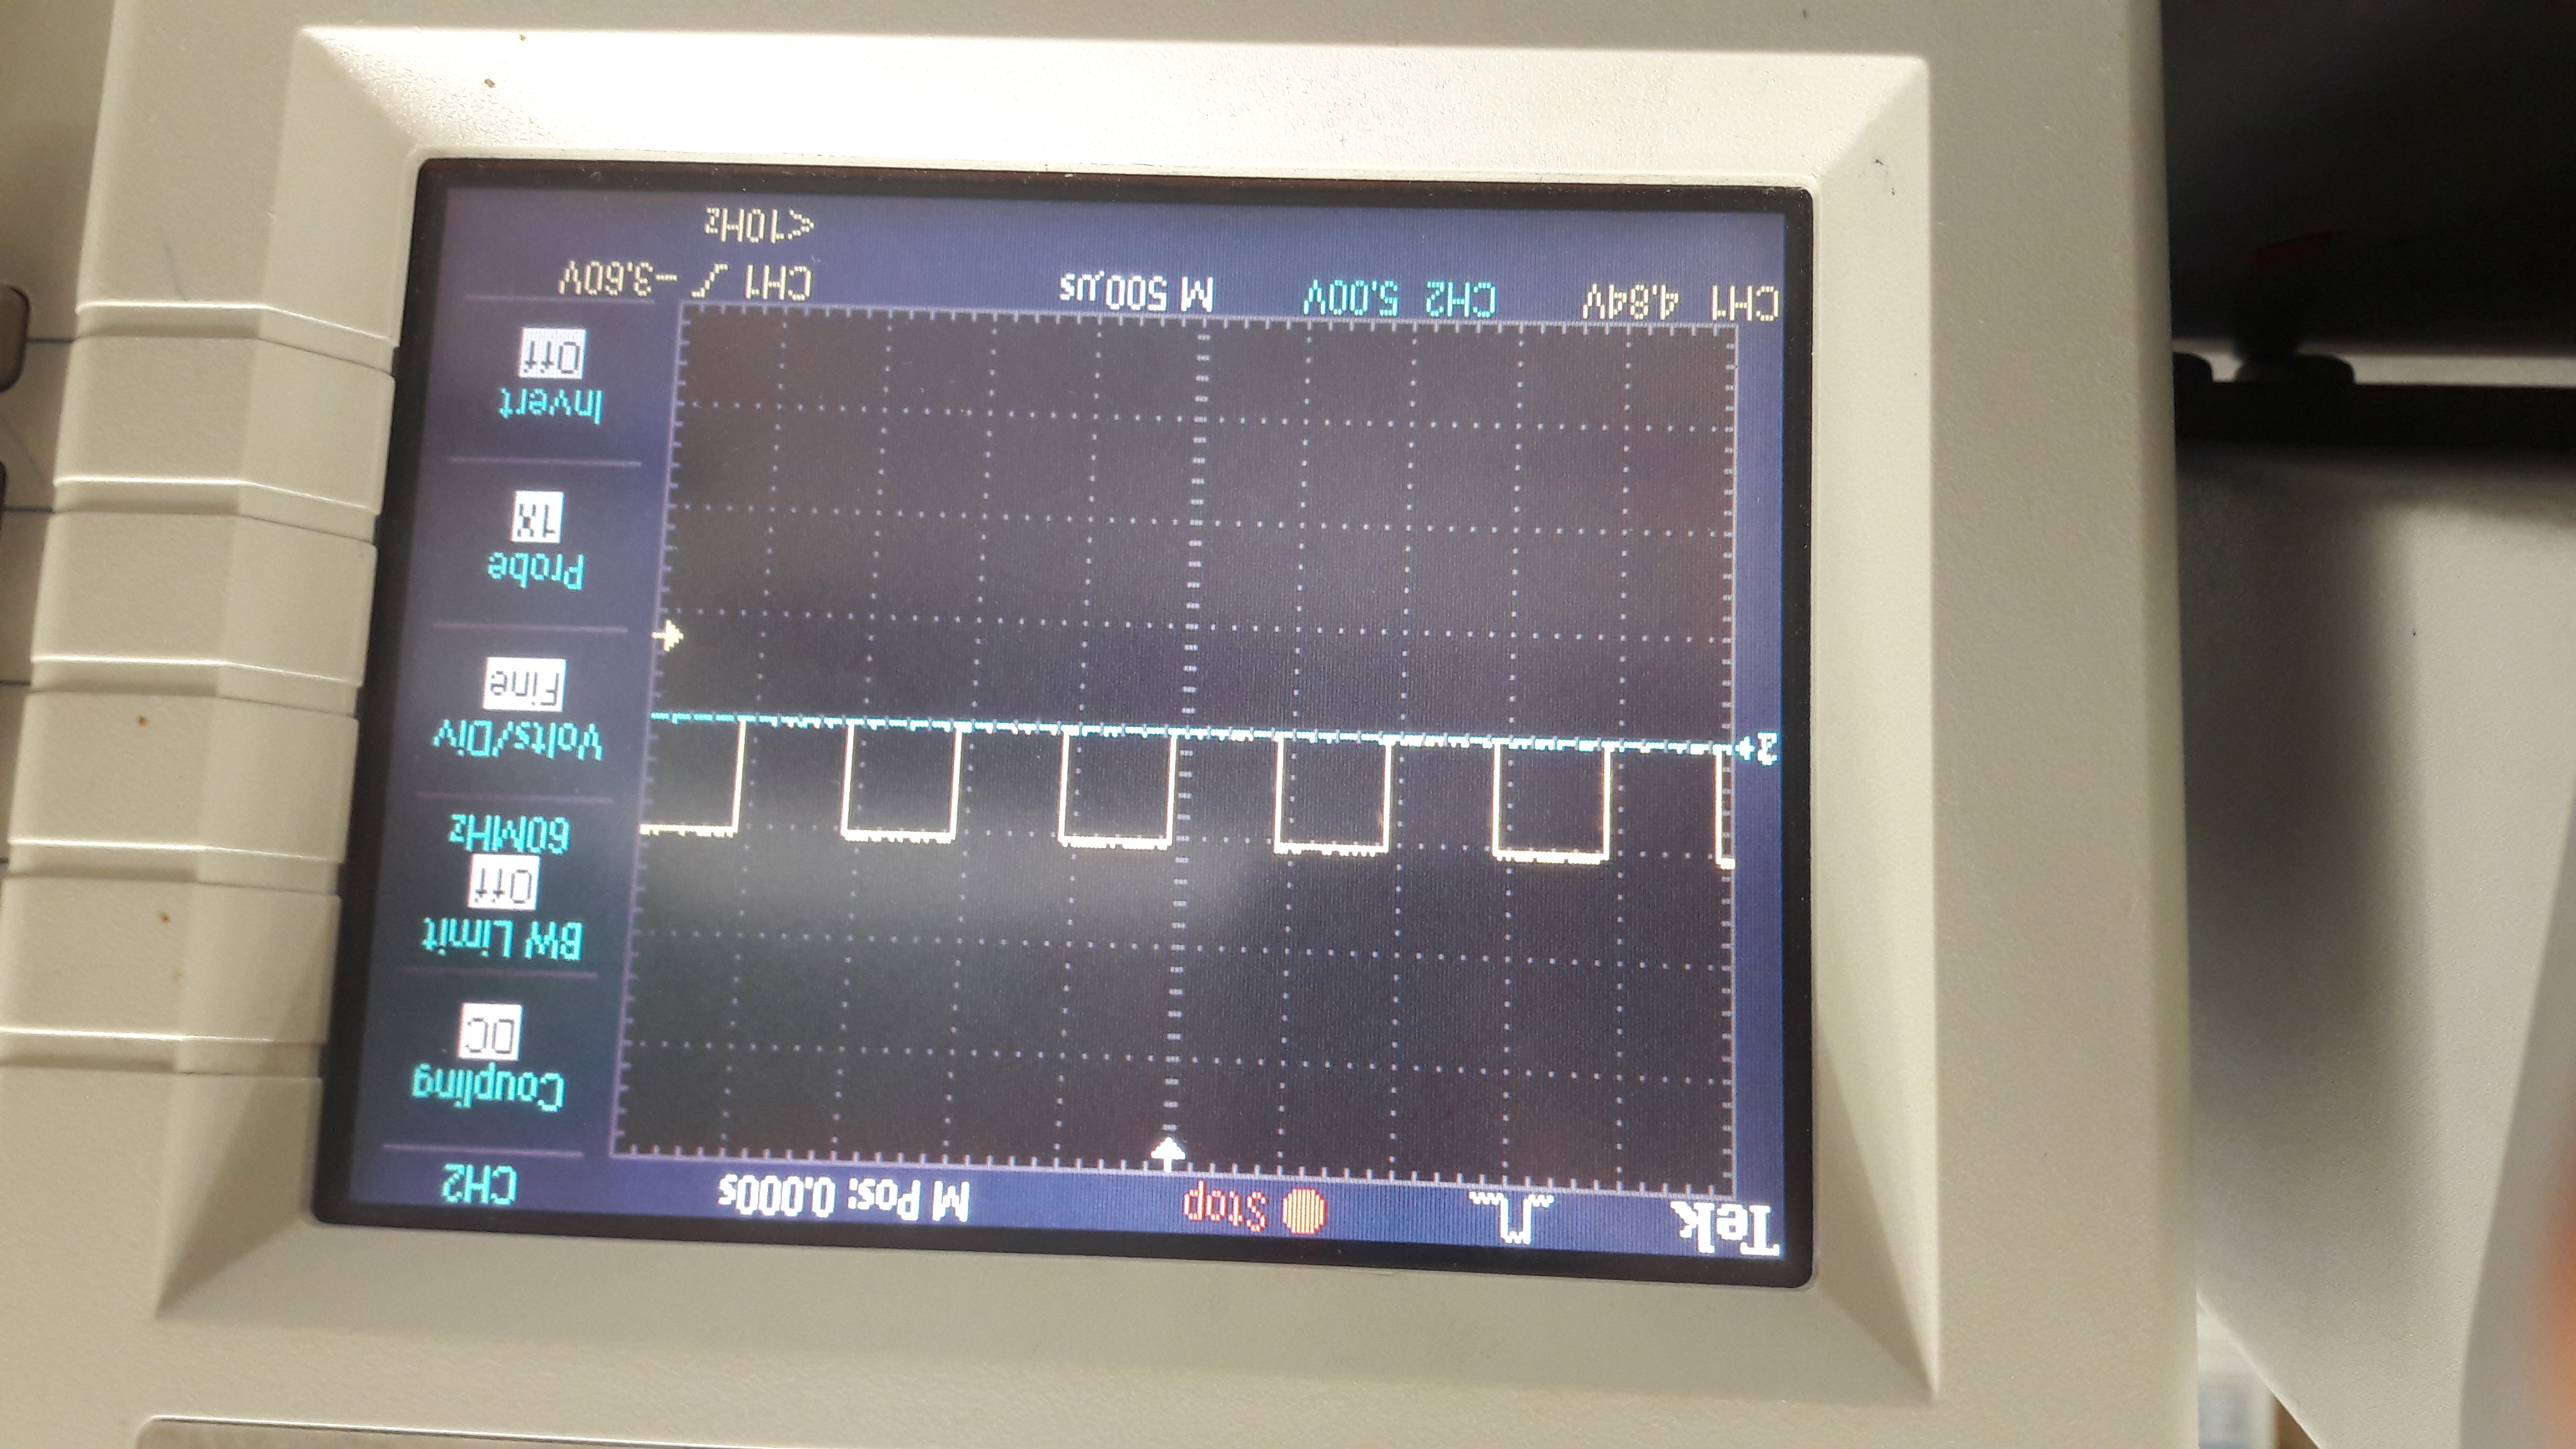 Tek Stop M Pos: 0.000s CH2
Coupling
DC
BW Limit
Off
60MHz
2
Volts/Div
Fine
Probe
1X
Invert
Off
CH1 4.84V CH2 5.00V M 500µs CH1 -3.60V
<10Hz